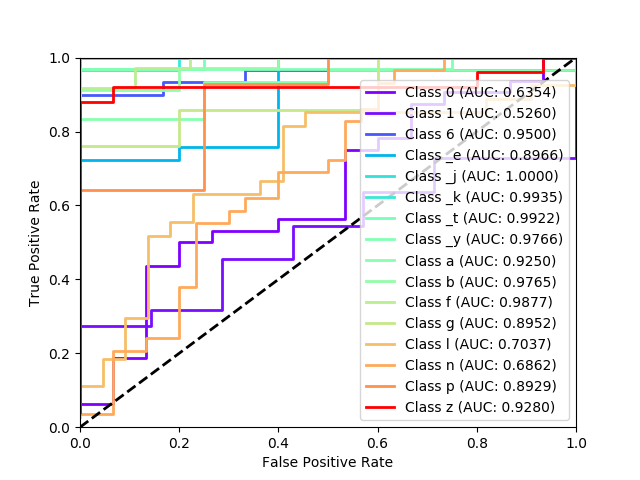 1.0
0.8
0.6
0.4
0.2
0.0
True Positive Rate
0.0 0.2 0.4 0.6 0.8 1.0
False Positive Rate
Class 0 (AUC: 0.6354)
Class 1 (AUC: 0.5260)
Class 6 (AUC: 0.9500)
Class _e (AUC: 0.8966)
Class _j (AUC: 1.0000)
Class _k (AUC: 0.9935)
Class _t (AUC: 0.9922)
Class _y (AUC: 0.9766)
Class a (AUC: 0.9250)
Class b (AUC: 0.9765)
Class f (AUC: 0.9877)
Class g (AUC: 0.8952)
Class l (AUC: 0.7037)
Class n (AUC: 0.6862)
Class p (AUC: 0.8929)
Class z (AUC: 0.9280)